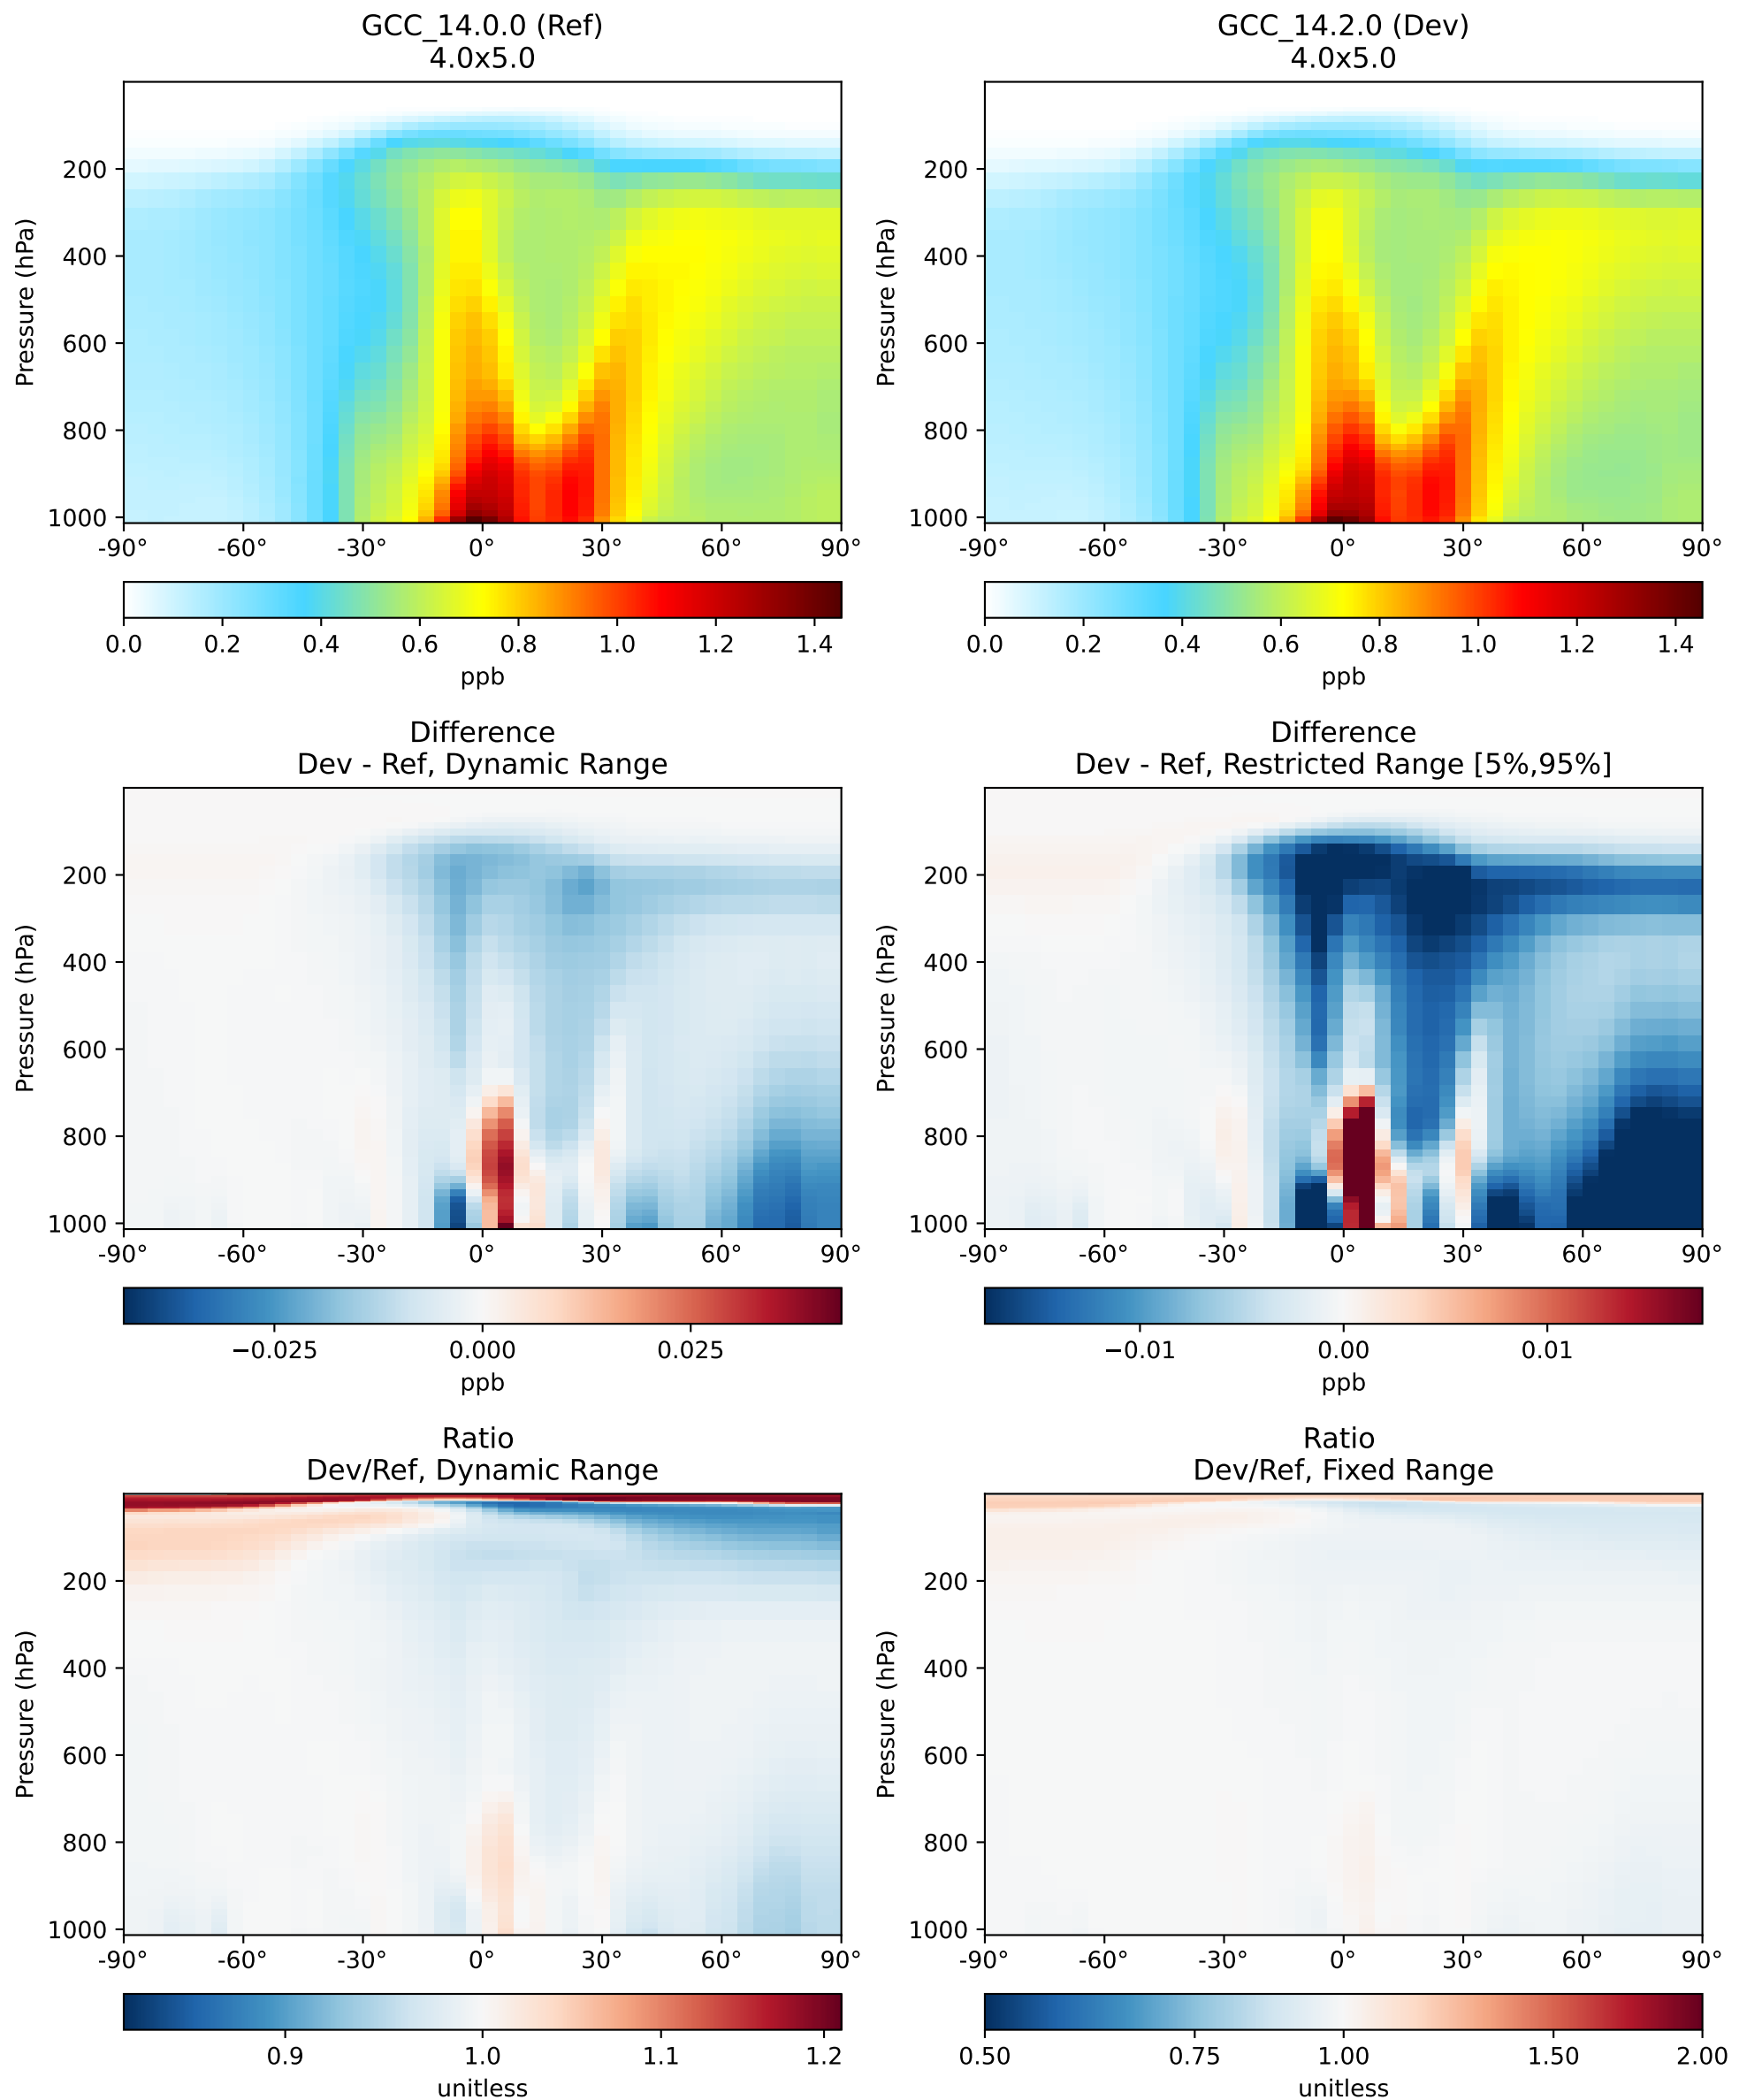 GCC_14.0.0 (Ref)
4.0x5.0
Pressure (hPa)
200
400
600
800
1000
-90° -60° -30° 0° 30° 60° 90°
0.0 0.2 0.4 0.6 0.8 1.0 1.2 1.4
ppb
GCC_14.2.0 (Dev)
4.0x5.0
Pressure (hPa)
200
400
600
800
1000
-90° -60° -30° 0° 30° 60° 90°
0.0 0.2 0.4 0.6 0.8 1.0 1.2 1.4
ppb
Difference
Dev - Ref, Dynamic Range
Pressure (hPa)
200
400
600
800
1000
-90° -60° -30° 0° 30° 60° 90°
−0.025 0.000 0.025
ppb
Difference
Dev - Ref, Restricted Range [5%,95%]
Pressure (hPa)
200
400
600
800
1000
-90° -60° -30° 0° 30° 60° 90°
−0.01 0.00 0.01
ppb
Ratio
Dev/Ref, Dynamic Range
Pressure (hPa)
200
400
600
800
1000
-90° -60° -30° 0° 30° 60° 90°
0.9 1.0 1.1 1.2
unitless
Ratio
Dev/Ref, Fixed Range
Pressure (hPa)
200
400
600
800
1000
-90° -60° -30° 0° 30° 60° 90°
0.50 0.75 1.00 1.50 2.00
unitless